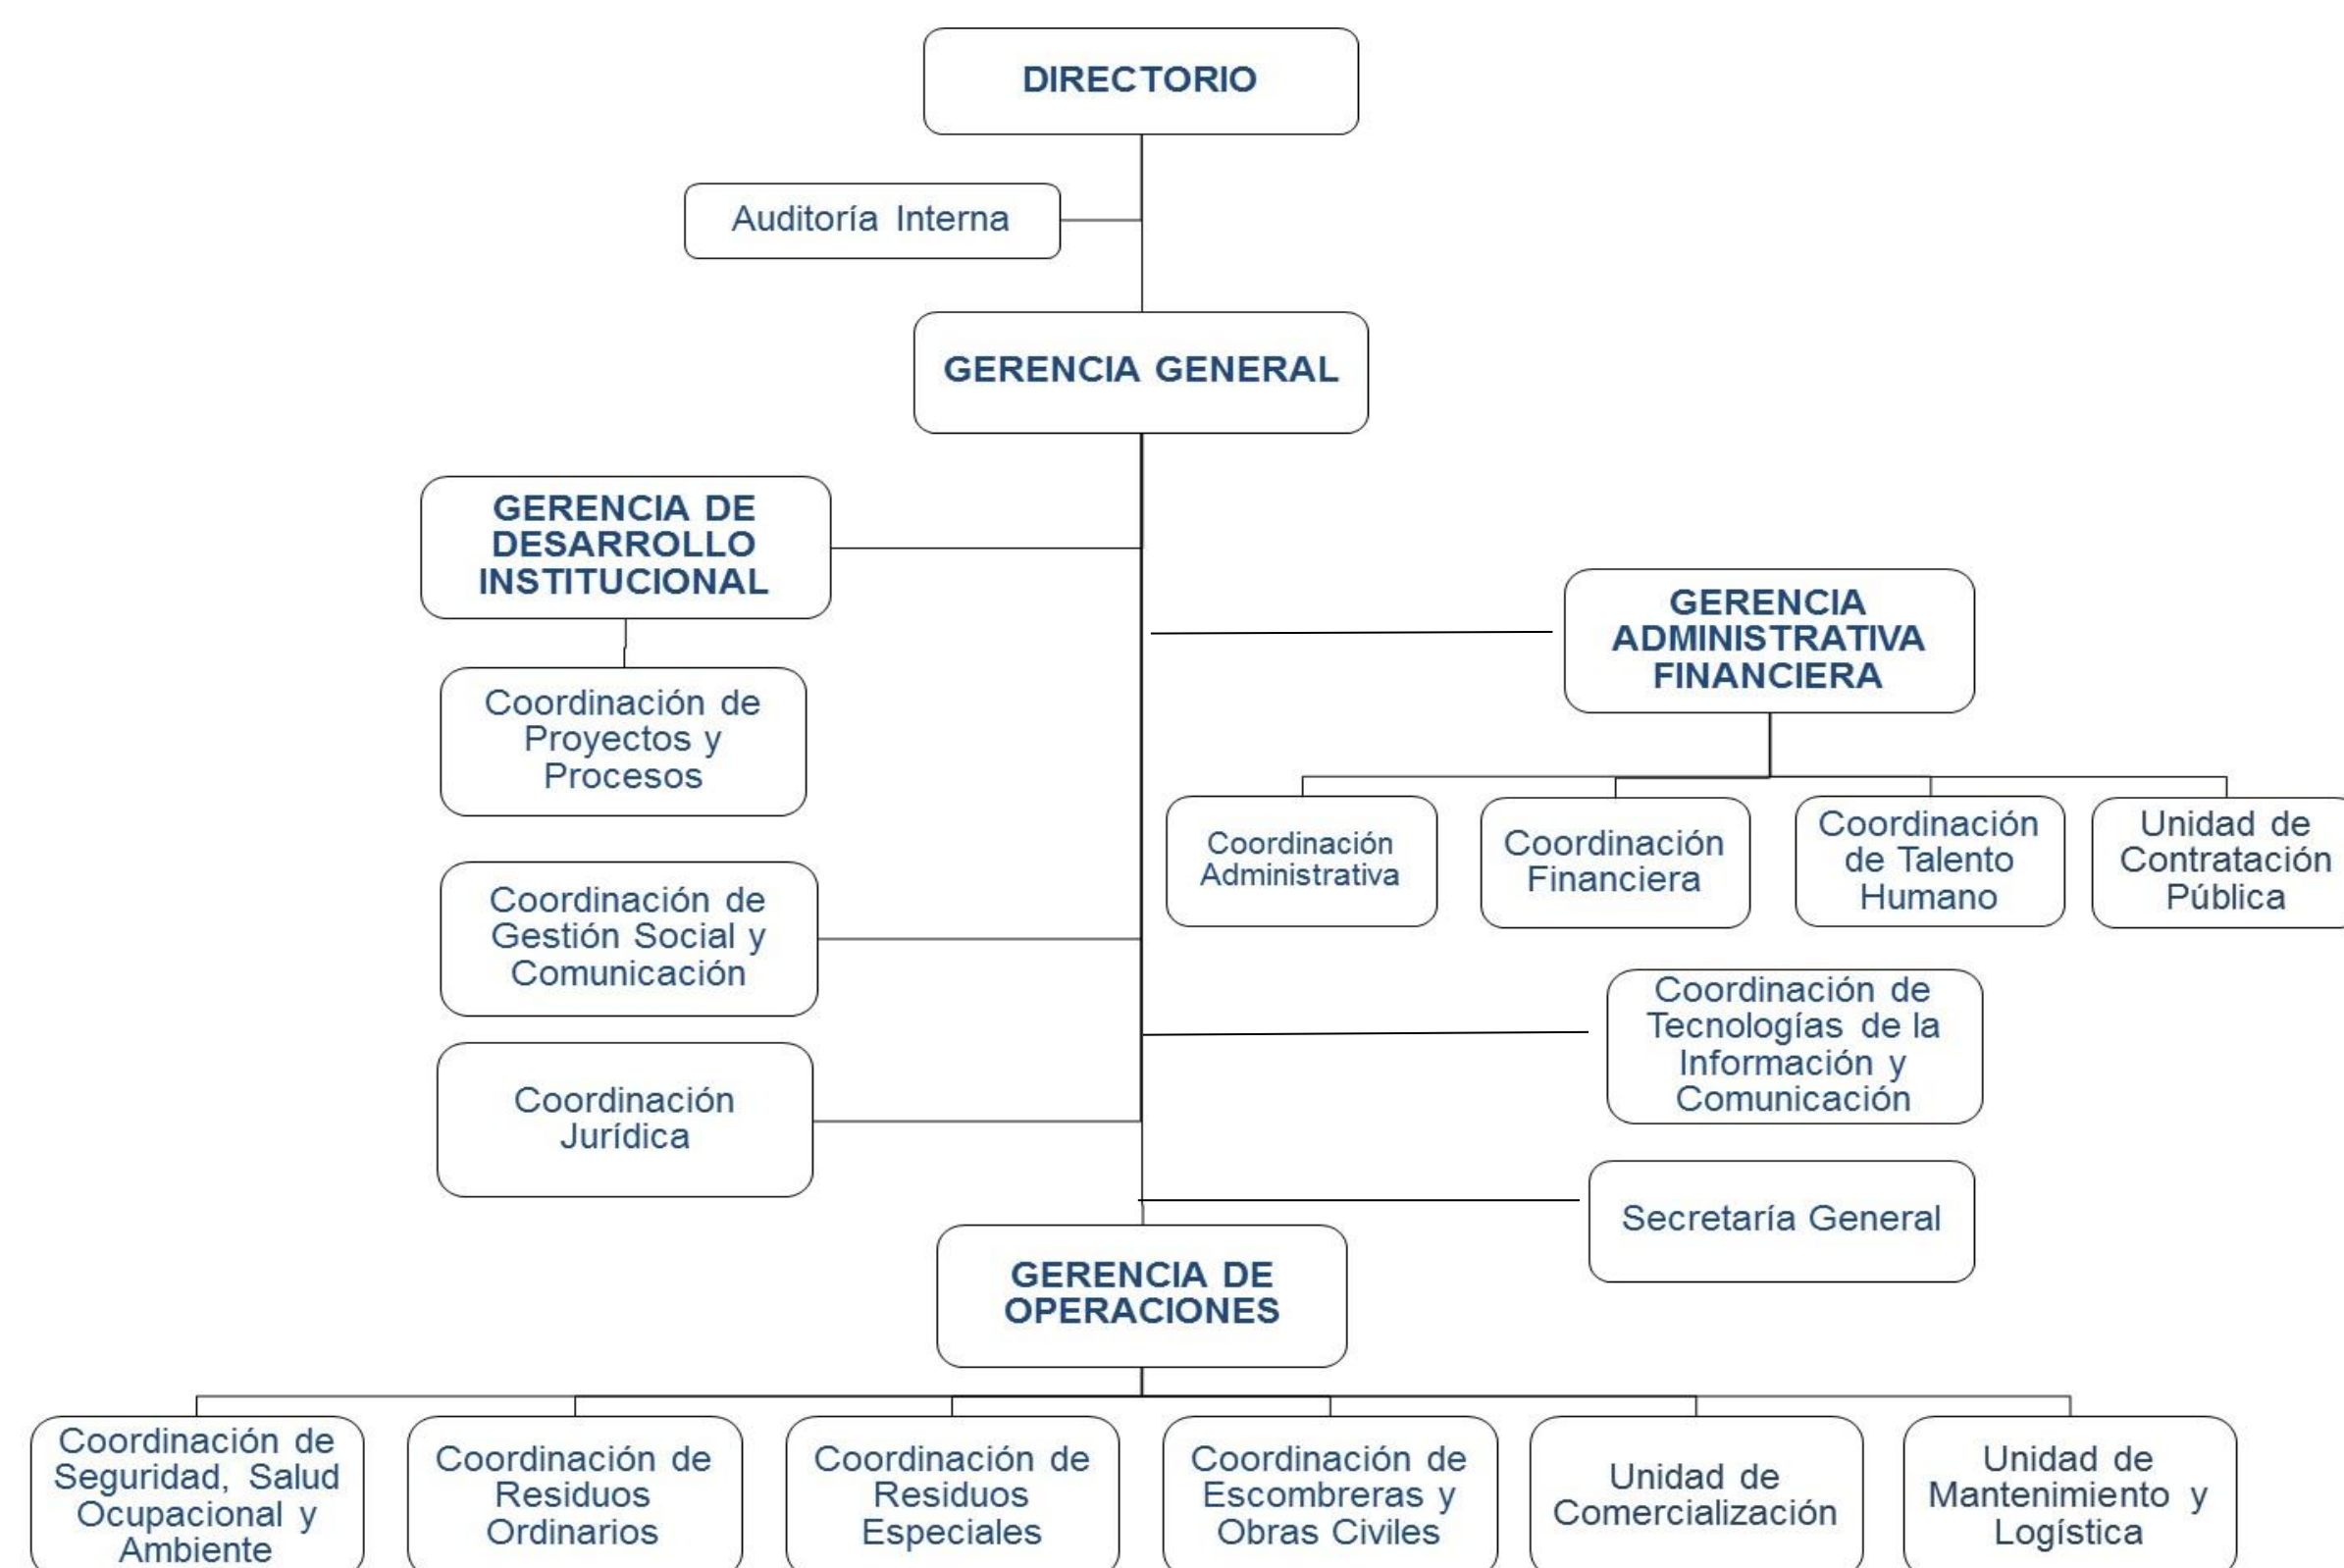 DIRECTORIO
Auditoría Interna
GERENCIA GENERAL
GERENCIA DE
DESARROLLO
INSTITUCIONAL
GERENCIA
ADMINISTRATIVA
FINANCIERA
Coordinación de
Proyectos y
Procesos
Coordinación
Administrativa
Coordinación
Financiera
Coordinación
de Talento
Humano
Unidad de
Contratación
Pública
Coordinación de
Gestión Social y
Comunicación
Coordinación de
Tecnologías de la
Información y
Comunicación
Coordinación
Jurídica
Secretaría General
GERENCIA DE
OPERACIONES
Coordinación de
Seguridad, Salud
Ocupacional y
Ambiente
Coordinación de
Residuos
Ordinarios
Coordinación de
Residuos
Especiales
Coordinación de
Escombreras y
Obras Civiles
Unidad de
Comercialización
Unidad de
Mantenimiento y
Logística